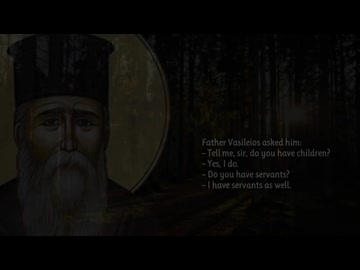 Father Vasileios asked him:
– Tell me, sir, do you have children?
– Yes, I do.
– Do you have servants?
– I have servants as well.